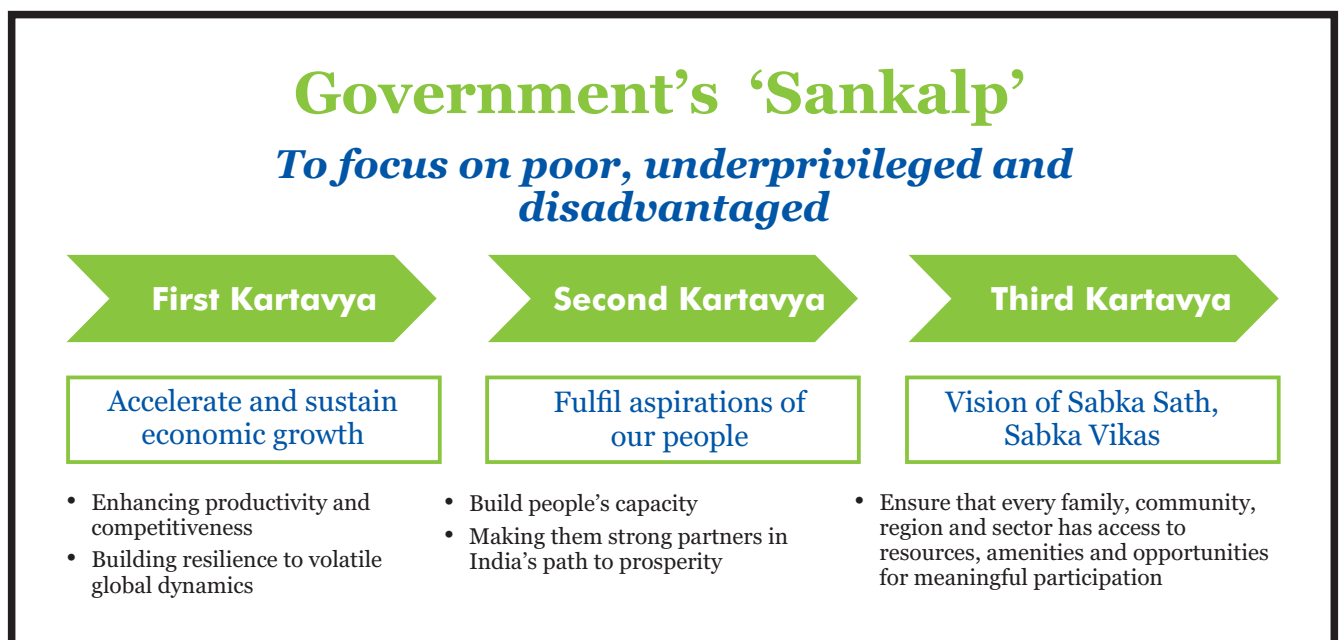 Government's ‘Sankalp’
To focus on poor, underprivileged and
disadvantaged
First Kartavya
Accelerate and sustain
economic growth
• Enhancing productivity and
competitiveness
• Building resilience to volatile
global dynamics
Second Kartavya
Fulfil aspirations of
our people
• Build people's capacity
• Making them strong partners in
India's path to prosperity
Third Kartavya
Vision of Sabka Sath,
Sabka Vikas
• Ensure that every family, community,
region and sector has access to
resources, amenities and opportunities
for meaningful participation